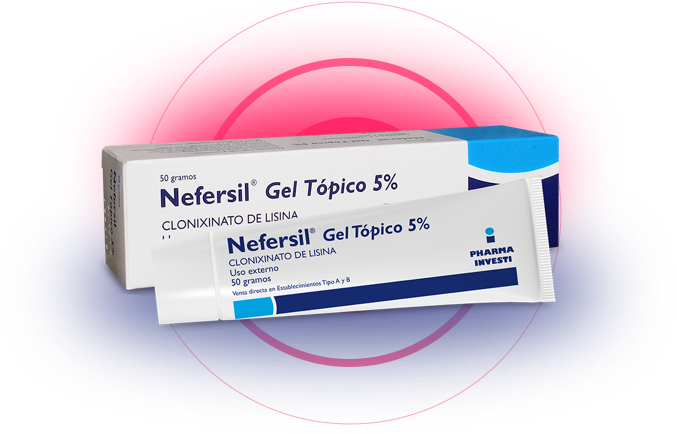 50 gramos
Nefersil® Gel Tópico 5%
CLONIXINATO DE LISINA
Nefersil® Gel Tópico 5%
CLONIXINATO DE LISINA
Uso externo
50 gramos
Venta directa en Establecimientos Tipo A y B
PHARMA
INVESTI